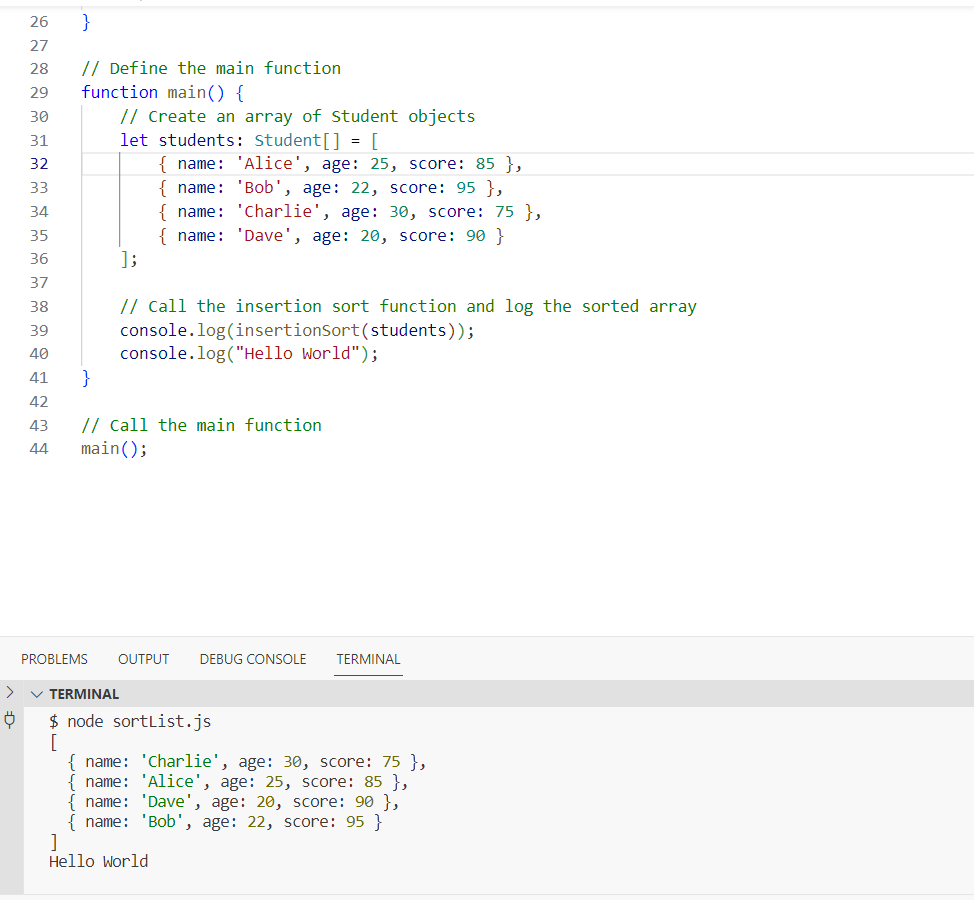 26 }
27
28 // Define the main function
29 function main() {
30     // Create an array of Student objects
31     let students: Student[] = [
32         { name: 'Alice', age: 25, score: 85 },
33         { name: 'Bob', age: 22, score: 95 },
34         { name: 'Charlie', age: 30, score: 75 },
35         { name: 'Dave', age: 20, score: 90 }
36     ];
37
38     // Call the insertion sort function and log the sorted array
39     console.log(insertionSort(students));
40     console.log("Hello World");
41 }
42
43 // Call the main function
44 main();
PROBLEMS OUTPUT DEBUG CONSOLE TERMINAL
TERMINAL
$ node sortList.js
[
  { name: 'Charlie', age: 30, score: 75 },
  { name: 'Alice', age: 25, score: 85 },
  { name: 'Dave', age: 20, score: 90 },
  { name: 'Bob', age: 22, score: 95 }
]
Hello World